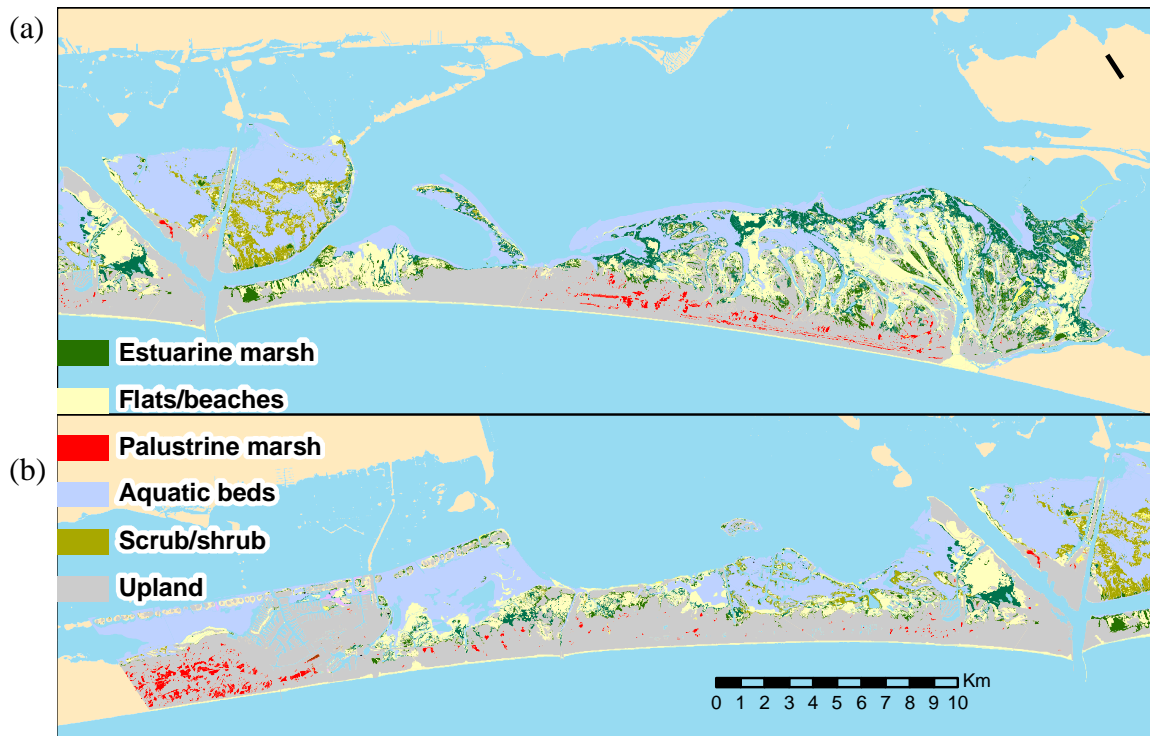 (a)
Estuarine marsh
Flats/beaches
Palustrine marsh
(b)
Aquatic beds
Scrub/shrub
Upland
Km
0 1 2 3 4 5 6 7 8 9 10